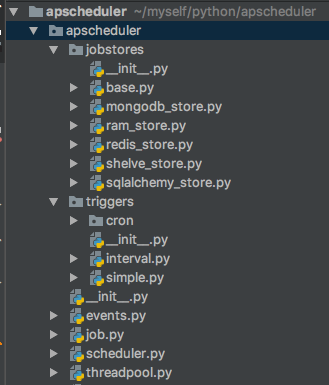 apscheduler ~/myself/python/apscheduler
apscheduler
jobstores
__init__.py
base.py
mongodb_store.py
ram_store.py
redis_store.py
shelve_store.py
sqlalchemy_store.py
triggers
cron
__init__.py
interval.py
simple.py
__init__.py
events.py
job.py
scheduler.py
threadpool.py